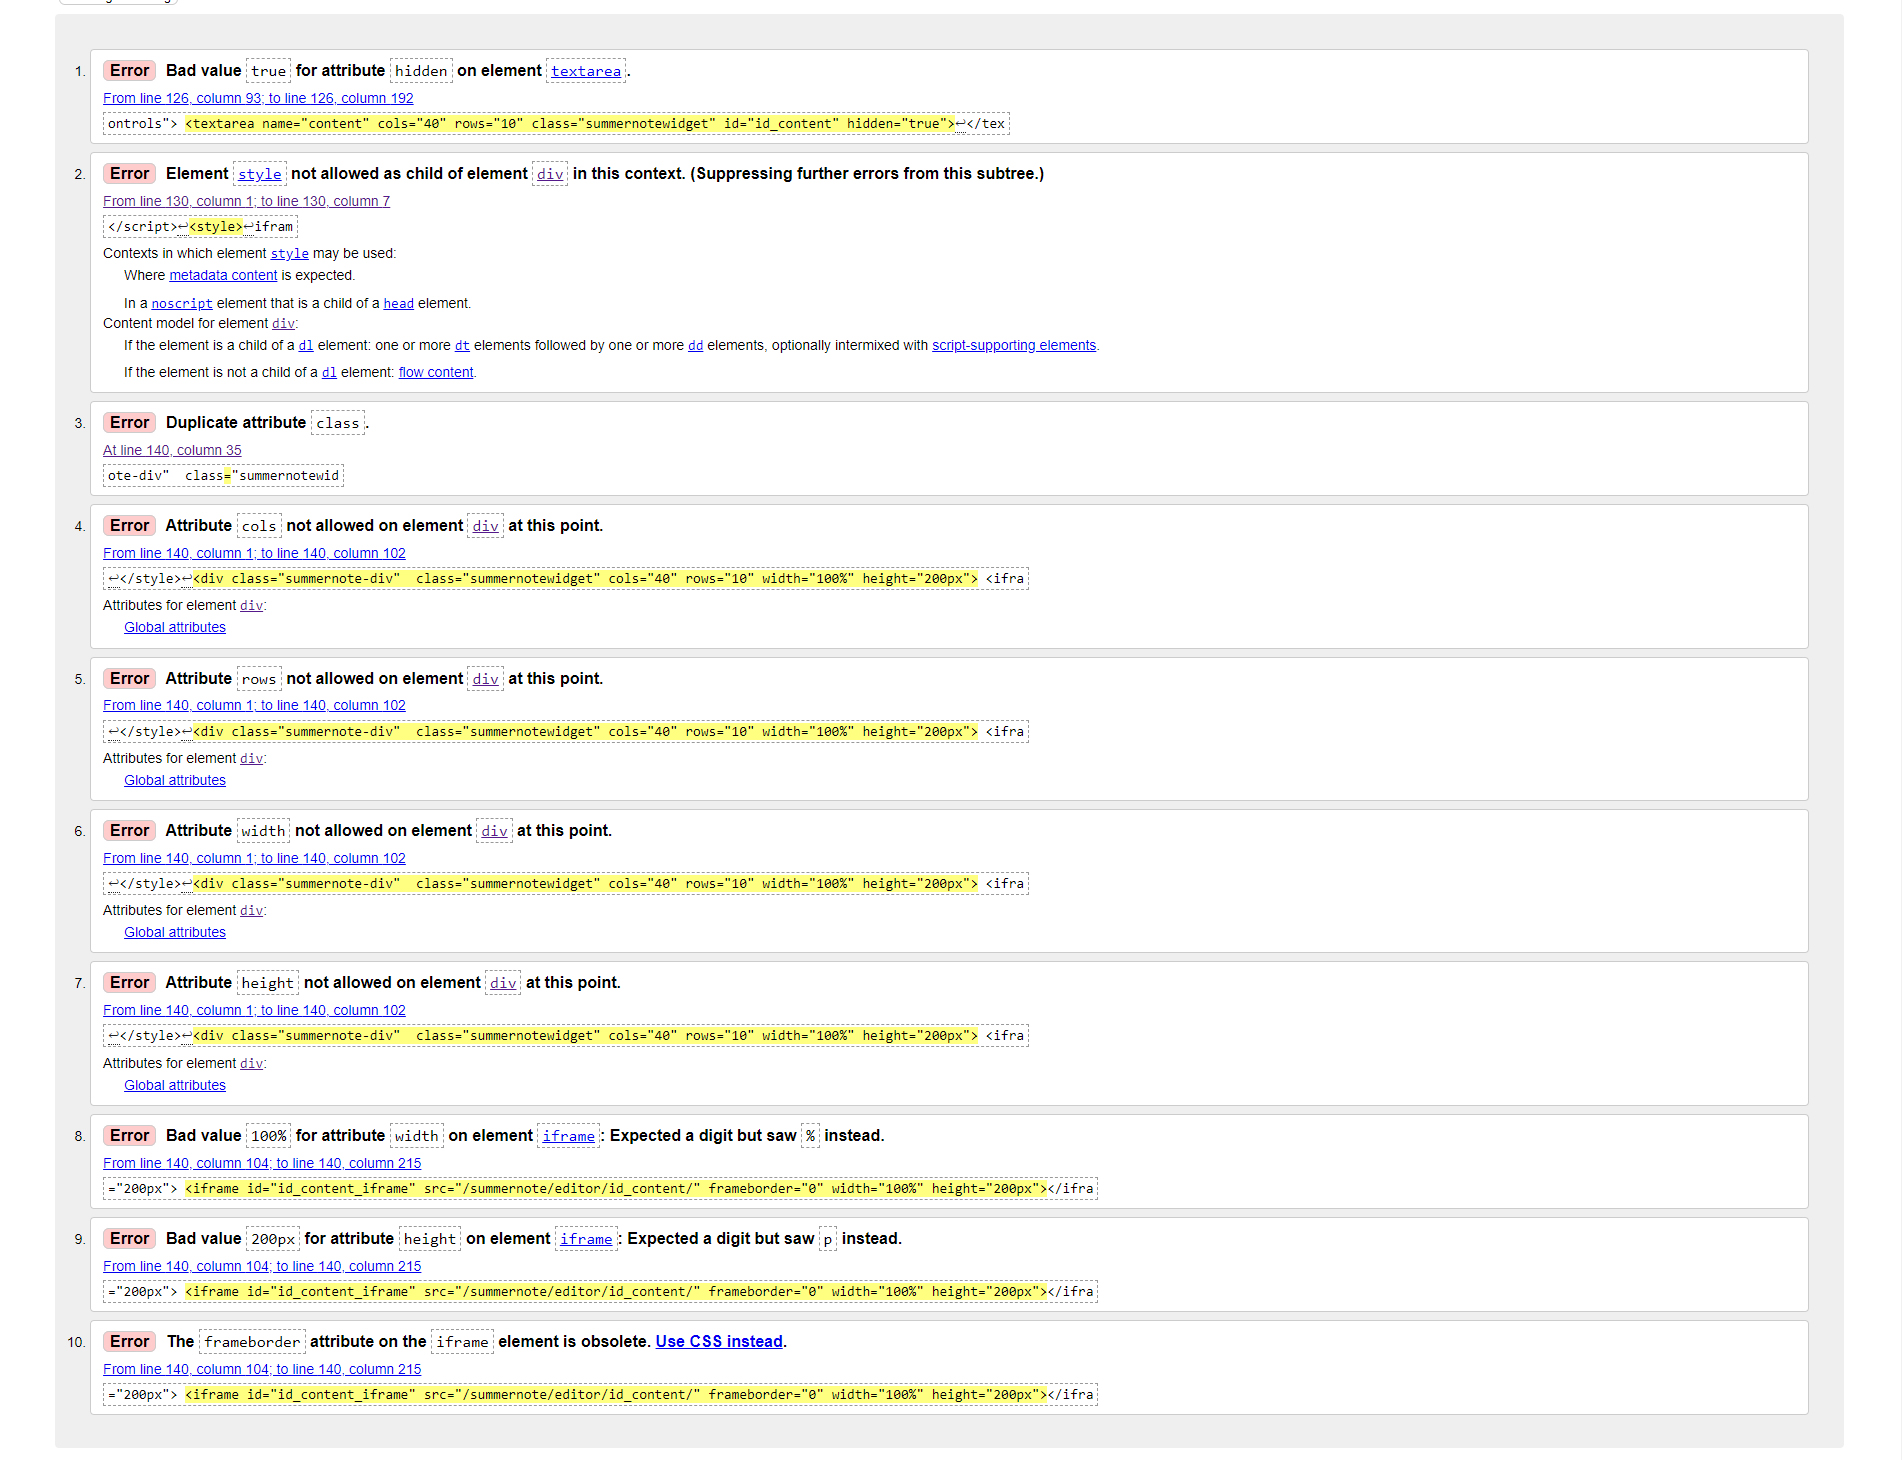 1. Error Bad value true for attribute hidden on element textarea.
From line 126, column 93; to line 126, column 192
ontrols"> <textarea name="content" cols="40" rows="10" class="summernotewidget" id="id_content" hidden="true">↩</tex
2. Error Element style not allowed as child of element div in this context. (Suppressing further errors from this subtree.)
From line 130, column 1; to line 130, column 7
</script>↩<style>↩ifram
Contexts in which element style may be used:
Where metadata content is expected.
In a noscript element that is a child of a head element.
Content model for element div:
If the element is a child of a dl element: one or more dt elements followed by one or more dd elements, optionally intermixed with script-supporting elements.
If the element is not a child of a dl element: flow content.
3. Error Duplicate attribute class.
At line 140, column 35
ote-div"  class="summernotewid
4. Error Attribute cols not allowed on element div at this point.
From line 140, column 1; to line 140, column 102
↩</style>↩<div class="summernote-div"  class="summernotewidget" cols="40" rows="10" width="100%" height="200px"> <ifra
Attributes for element div:
Global attributes
5. Error Attribute rows not allowed on element div at this point.
From line 140, column 1; to line 140, column 102
↩</style>↩<div class="summernote-div"  class="summernotewidget" cols="40" rows="10" width="100%" height="200px"> <ifra
Attributes for element div:
Global attributes
6. Error Attribute width not allowed on element div at this point.
From line 140, column 1; to line 140, column 102
↩</style>↩<div class="summernote-div"  class="summernotewidget" cols="40" rows="10" width="100%" height="200px"> <ifra
Attributes for element div:
Global attributes
7. Error Attribute height not allowed on element div at this point.
From line 140, column 1; to line 140, column 102
↩</style>↩<div class="summernote-div"  class="summernotewidget" cols="40" rows="10" width="100%" height="200px"> <ifra
Attributes for element div:
Global attributes
8. Error Bad value 100% for attribute width on element iframe: Expected a digit but saw % instead.
From line 140, column 104; to line 140, column 215
="200px"> <iframe id="id_content_iframe" src="/summernote/editor/id_content/" frameborder="0" width="100%" height="200px"></ifra
9. Error Bad value 200px for attribute height on element iframe: Expected a digit but saw p instead.
From line 140, column 104; to line 140, column 215
="200px"> <iframe id="id_content_iframe" src="/summernote/editor/id_content/" frameborder="0" width="100%" height="200px"></ifra
10. Error The frameborder attribute on the iframe element is obsolete. Use CSS instead.
From line 140, column 104; to line 140, column 215
="200px"> <iframe id="id_content_iframe" src="/summernote/editor/id_content/" frameborder="0" width="100%" height="200px"></ifra